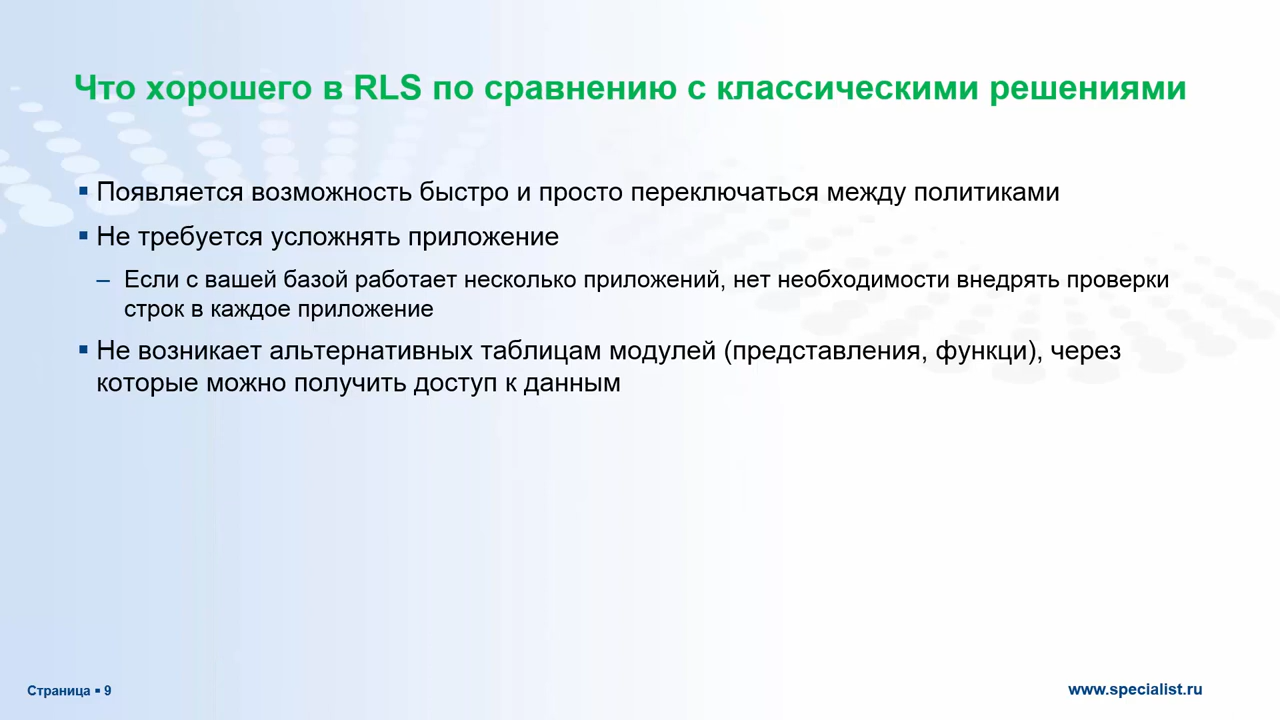 Что хорошего в RLS по сравнению с классическими решениями
▪ Появляется возможность быстро и просто переключаться между политиками
▪ Не требуется усложнять приложение
– Если с вашей базой работает несколько приложений, нет необходимости внедрять проверки
строк в каждое приложение
▪ Не возникает альтернативных таблицам модулей (представления, функци), через
которые можно получить доступ к данным
Страница ▪ 9
www.specialist.ru